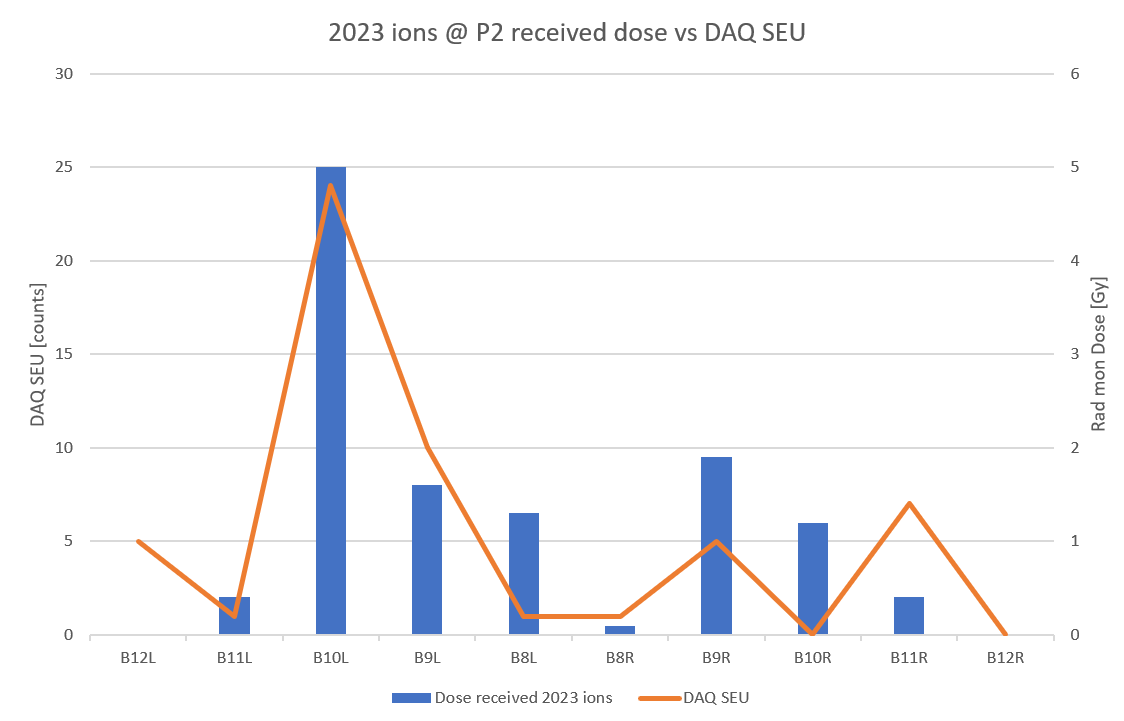 2023 ions @ P2 received dose vs DAQ SEU
30
25
20
15
10
5
0
DAQ SEU [counts]
6
5
4
3
2
1
0
Rad mon Dose [Gy]
B12L B11L B10L B9L B8L B8R B9R B10R B11R B12R
Dose received 2023 ions DAQ SEU